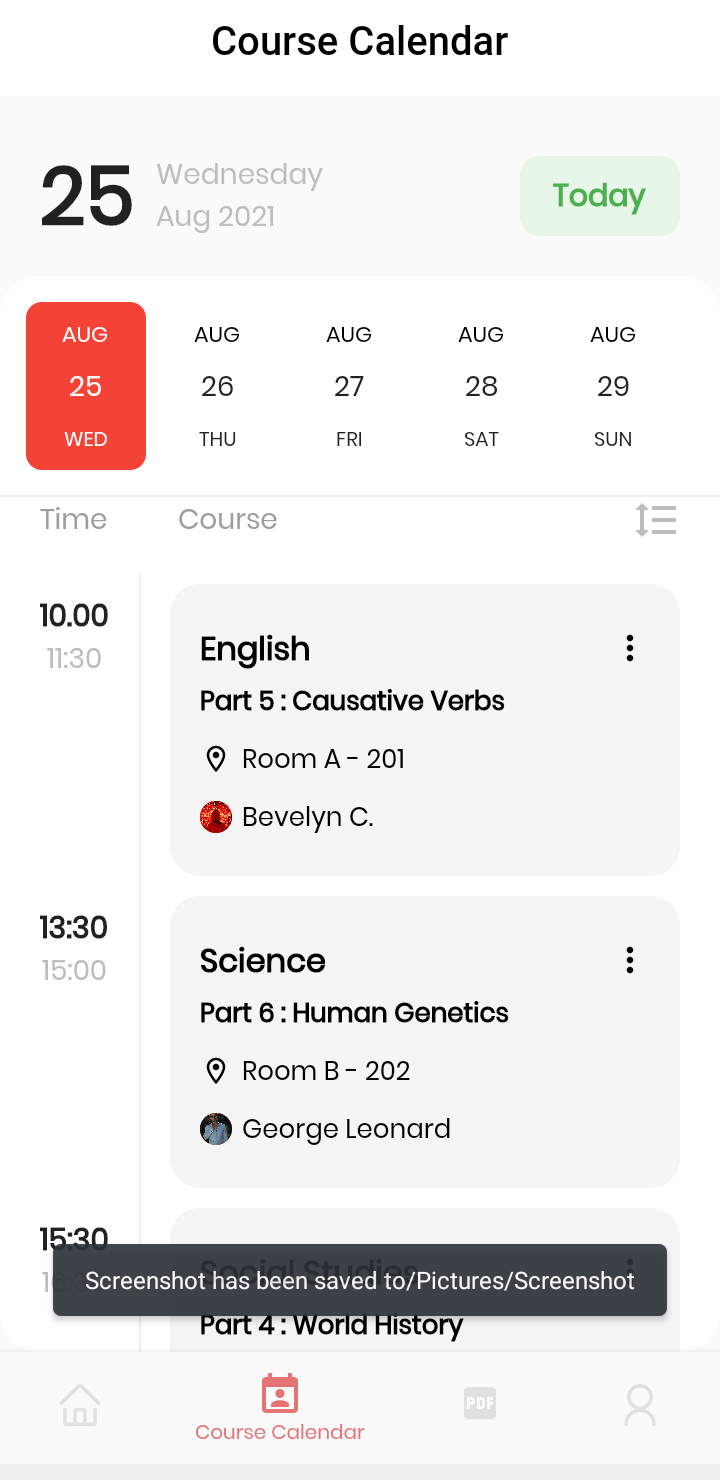 Course Calendar
25
Wednesday
Aug 2021
Today
AUG AUG AUG AUG AUG
25 26 27 28 29
WED THU FRI SAT SUN
Time Course
10.00
11:30
English
Part 5 : Causative Verbs
Room A - 201
Bevelyn C.
13:30
15:00
Science
Part 6 : Human Genetics
Room B - 202
George Leonard
15:30
Social Studies
Screenshot has been saved to/Pictures/Screenshot
Part 4 : World History
PDF
Course Calendar